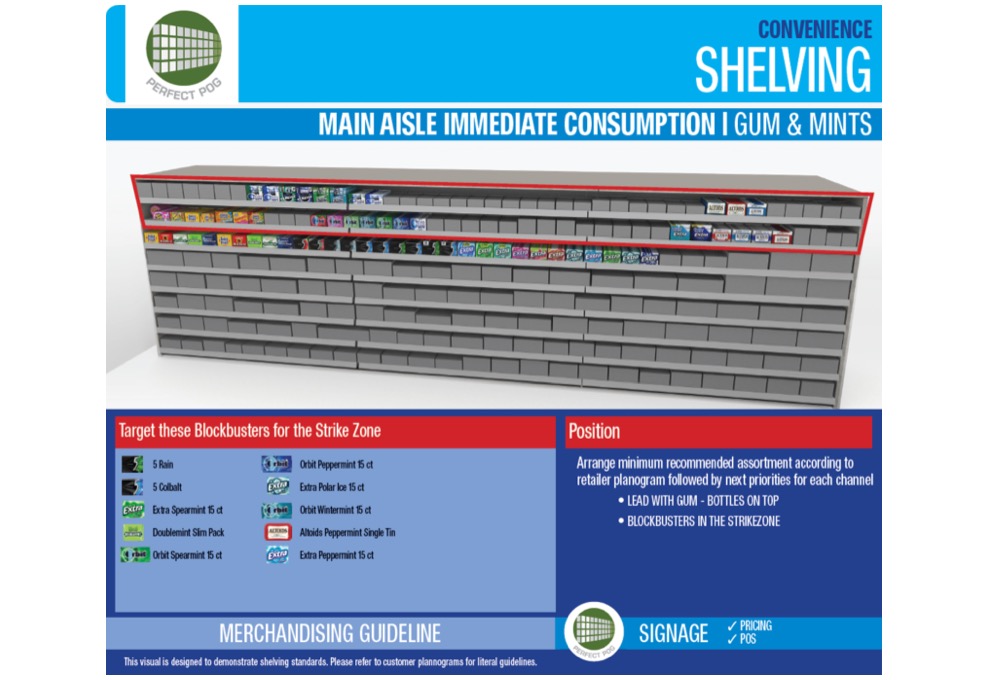 PERFECT POG
CONVENIENCE
SHELVING
MAIN AISLE IMMEDIATE CONSUMPTION | GUM & MINTS
Target these Blockbusters for the Strike Zone
5 Rain
5 Colbalt
Extra Spearmint 15 ct
Doublemint Slim Pack
Orbit Spearmint 15 ct
Orbit Peppermint 15 ct
Extra Polar Ice 15 ct
Orbit Wintermint 15 ct
Altoids Peppermint Single Tin
Extra Peppermint 15 ct
Position
Arrange minimum recommended assortment according to
retailer planogram followed by next priorities for each channel
• LEAD WITH GUM - BOTTLES ON TOP
• BLOCKBUSTERS IN THE STRIKEZONE
MERCHANDISING GUIDELINE
PERFECT POG
SIGNAGE
✓ PRICING
✓ POS
This visual is designed to demonstrate shelving standards. Please refer to customer plannograms for literal guidelines.